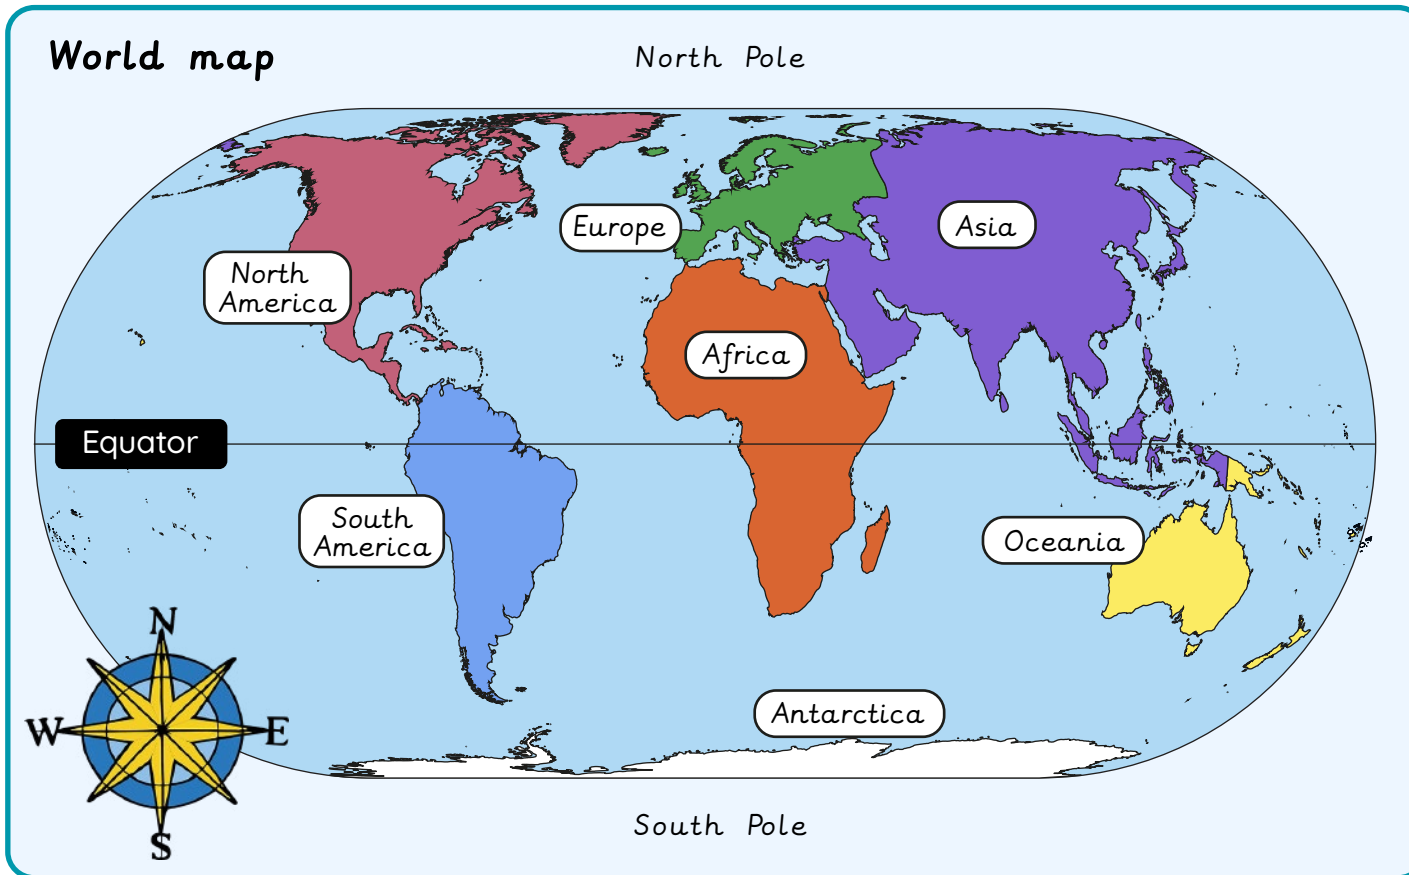 World map
North Pole
Europe
Asia
North
America
Africa
Equator
South
America
Oceania
N
W
E
S
Antarctica
South Pole